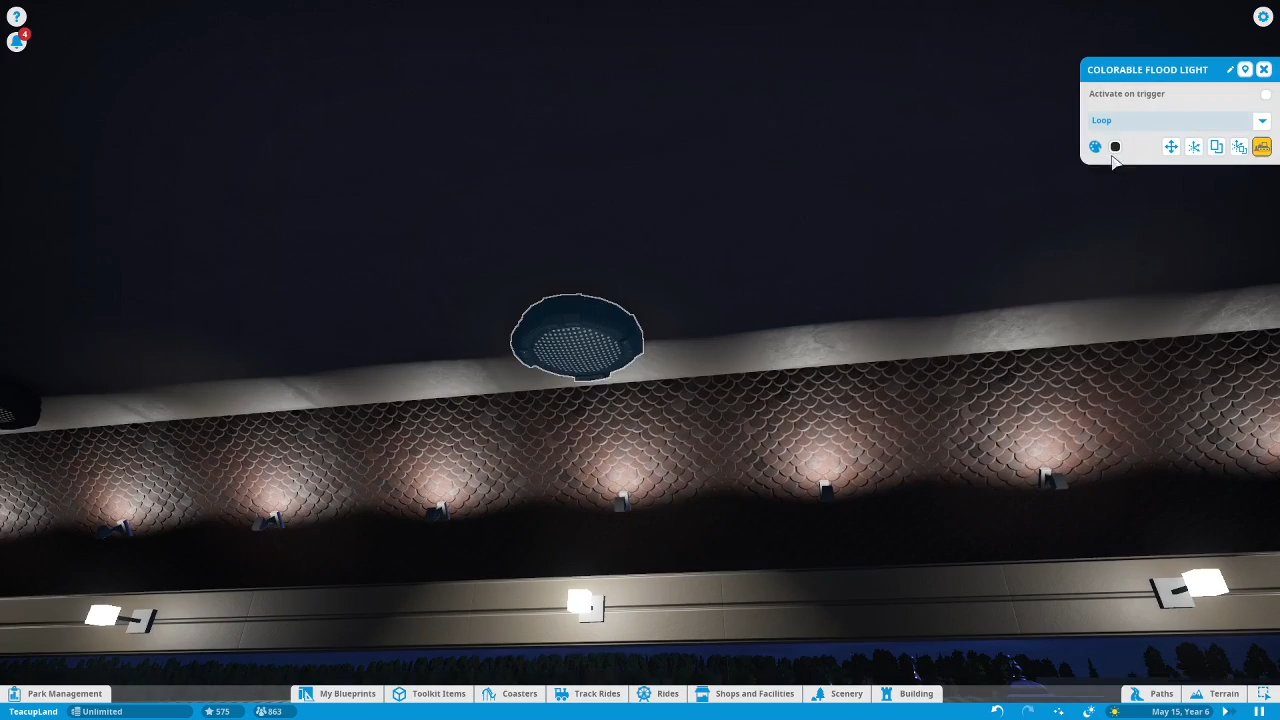 ?
4
COLORABLE FLOOD LIGHT
Activate on trigger
Loop
Park Management
My Blueprints
Toolkit Items
Coasters
Track Rides
Rides
Shops and Facilities
Scenery
Building
Paths
Terrain
TeacupLand
Unlimited
575
863
May 15, Year 6